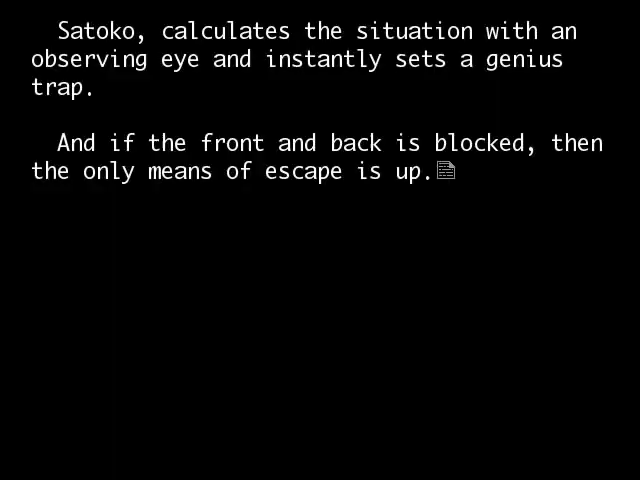 Satoko, calculates the situation with an
observing eye and instantly sets a genius
trap.
And if the front and back is blocked, then
the only means of escape is up.